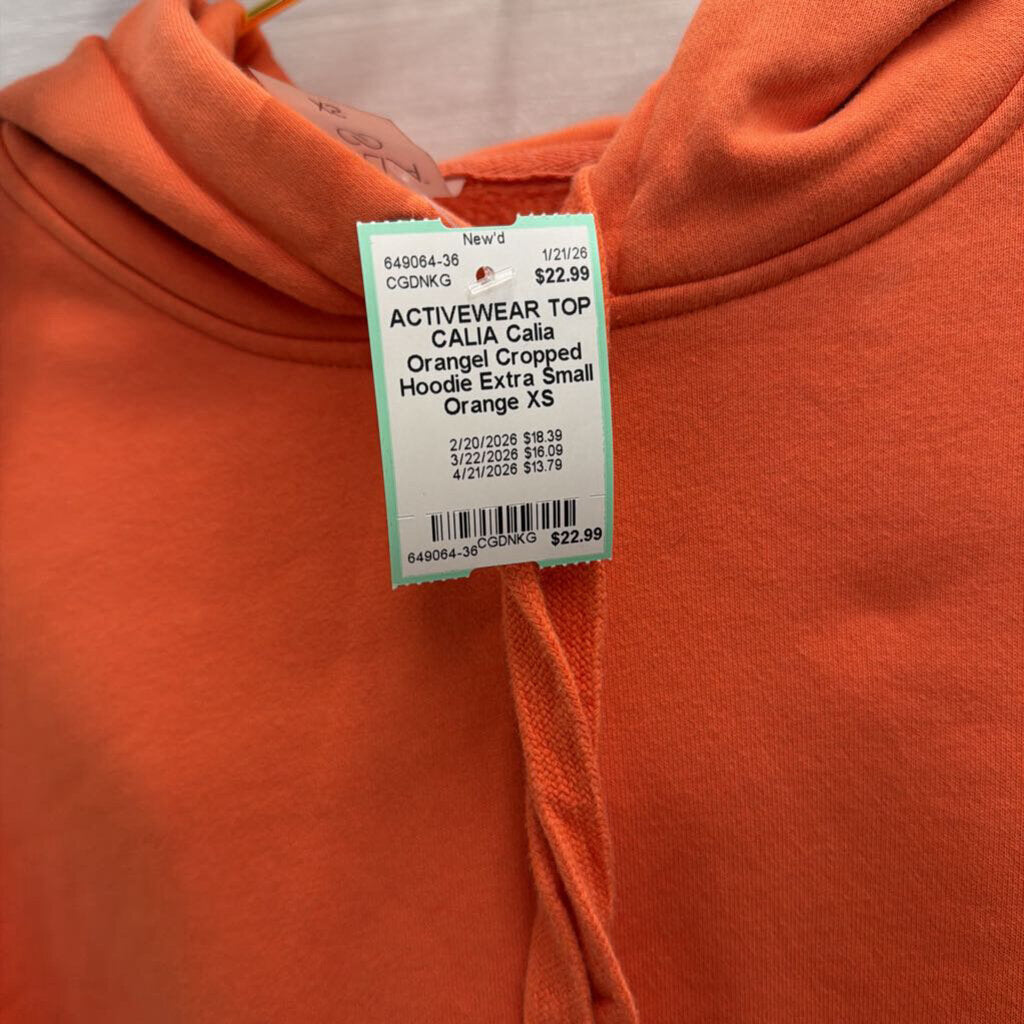 New'd
649064-36 1/21/26
CGDNKG $22.99
ACTIVEWEAR TOP
CALIA Calia
Orangel Cropped
Hoodie Extra Small
Orange XS
2/20/2026 $18.39
3/22/2026 $16.09
4/21/2026 $13.79
649064-36 CGDNKG $22.99